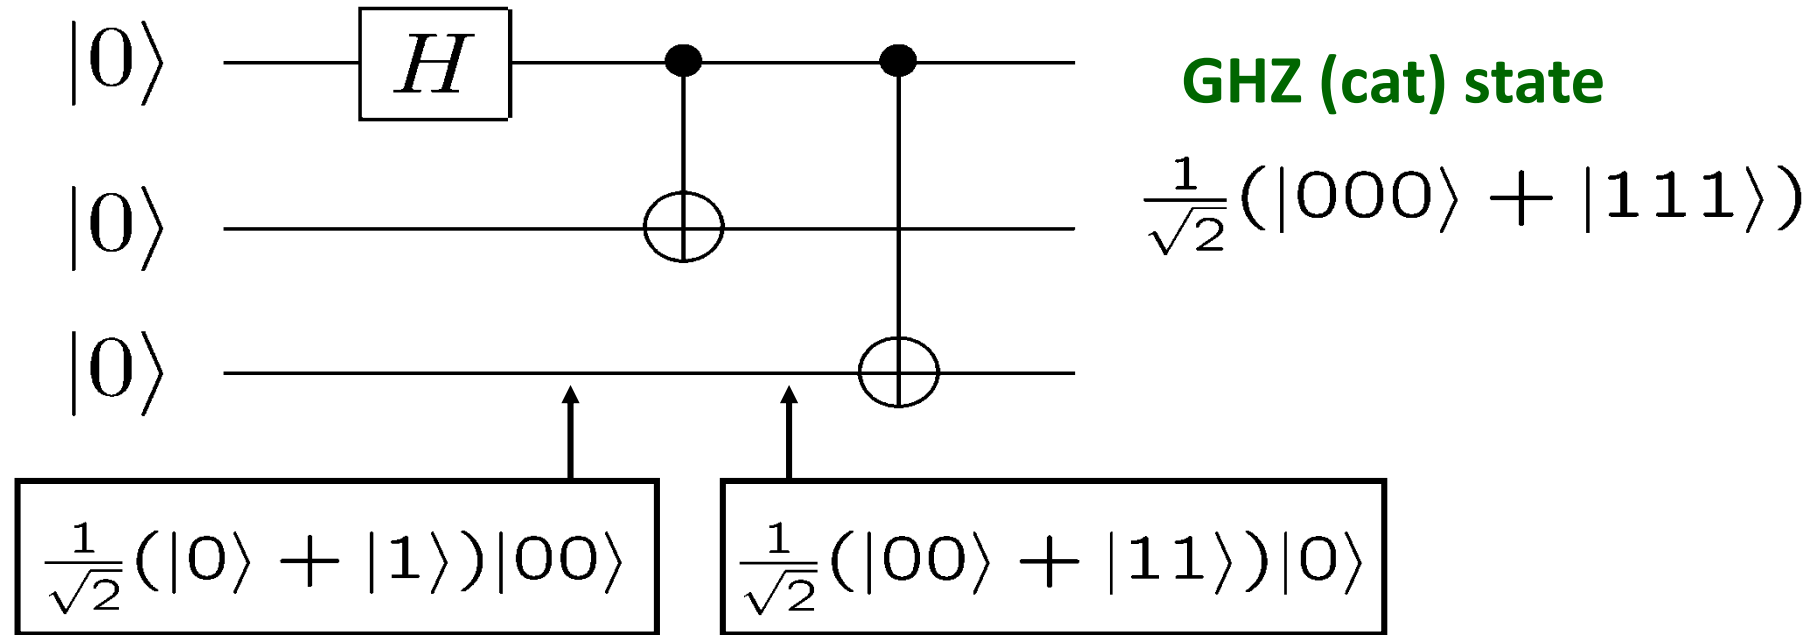 |0⟩
H
GHZ (cat) state
|0⟩
1/√2 (|000⟩ + |111⟩)
|0⟩
1/√2 (|0⟩ + |1⟩)|00⟩
1/√2 (|00⟩ + |11⟩)|0⟩